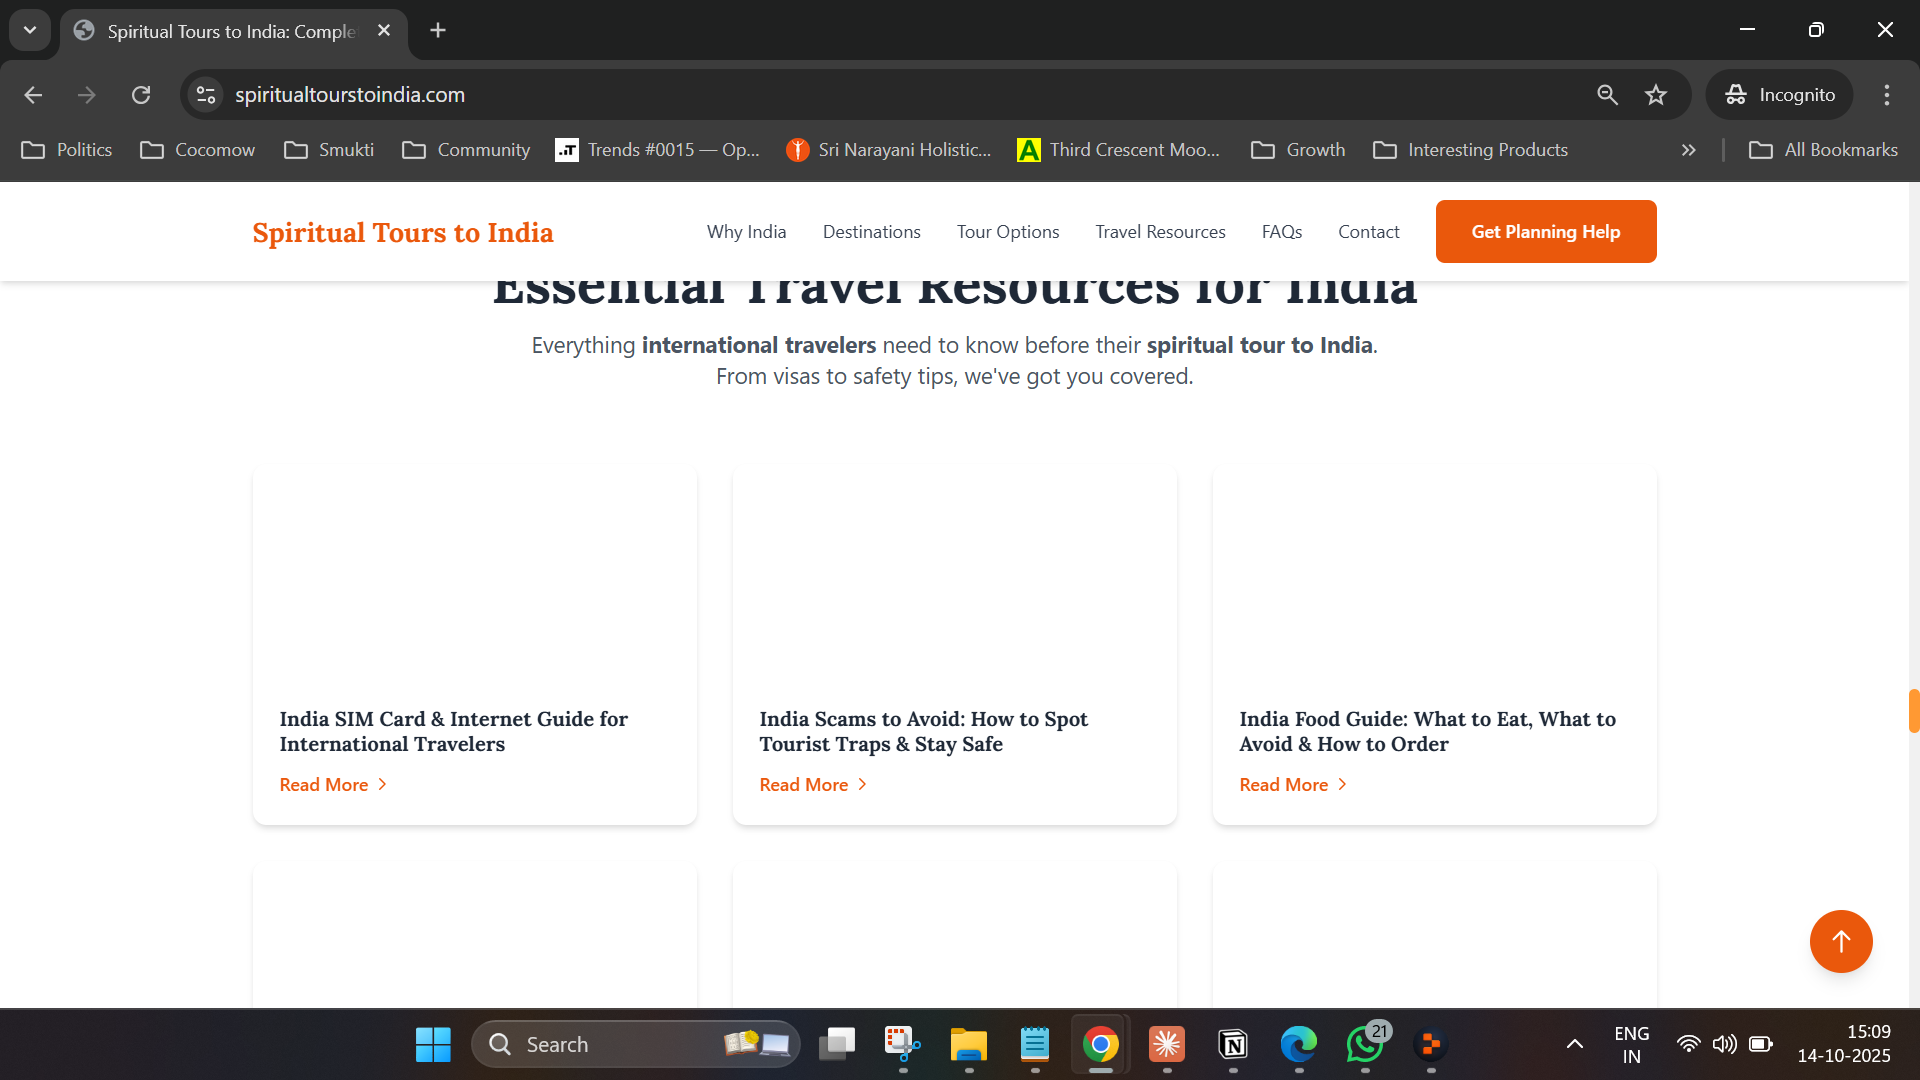 Spiritual Tours to India: Comple
spiritualtourstoindia.com
Incognito
Politics
Cocomow
Smukti
Community
Trends #0015 — Op...
Sri Narayani Holistic...
Third Crescent Moo...
Growth
Interesting Products
All Bookmarks
Spiritual Tours to India
Why India
Destinations
Tour Options
Travel Resources
FAQs
Contact
Get Planning Help
Essential Travel Resources for India
Everything international travelers need to know before their spiritual tour to India.
From visas to safety tips, we've got you covered.
India SIM Card & Internet Guide for
International Travelers
Read More
India Scams to Avoid: How to Spot
Tourist Traps & Stay Safe
Read More
India Food Guide: What to Eat, What to
Avoid & How to Order
Read More
Search
21
ENG
IN
15:09
14-10-2025